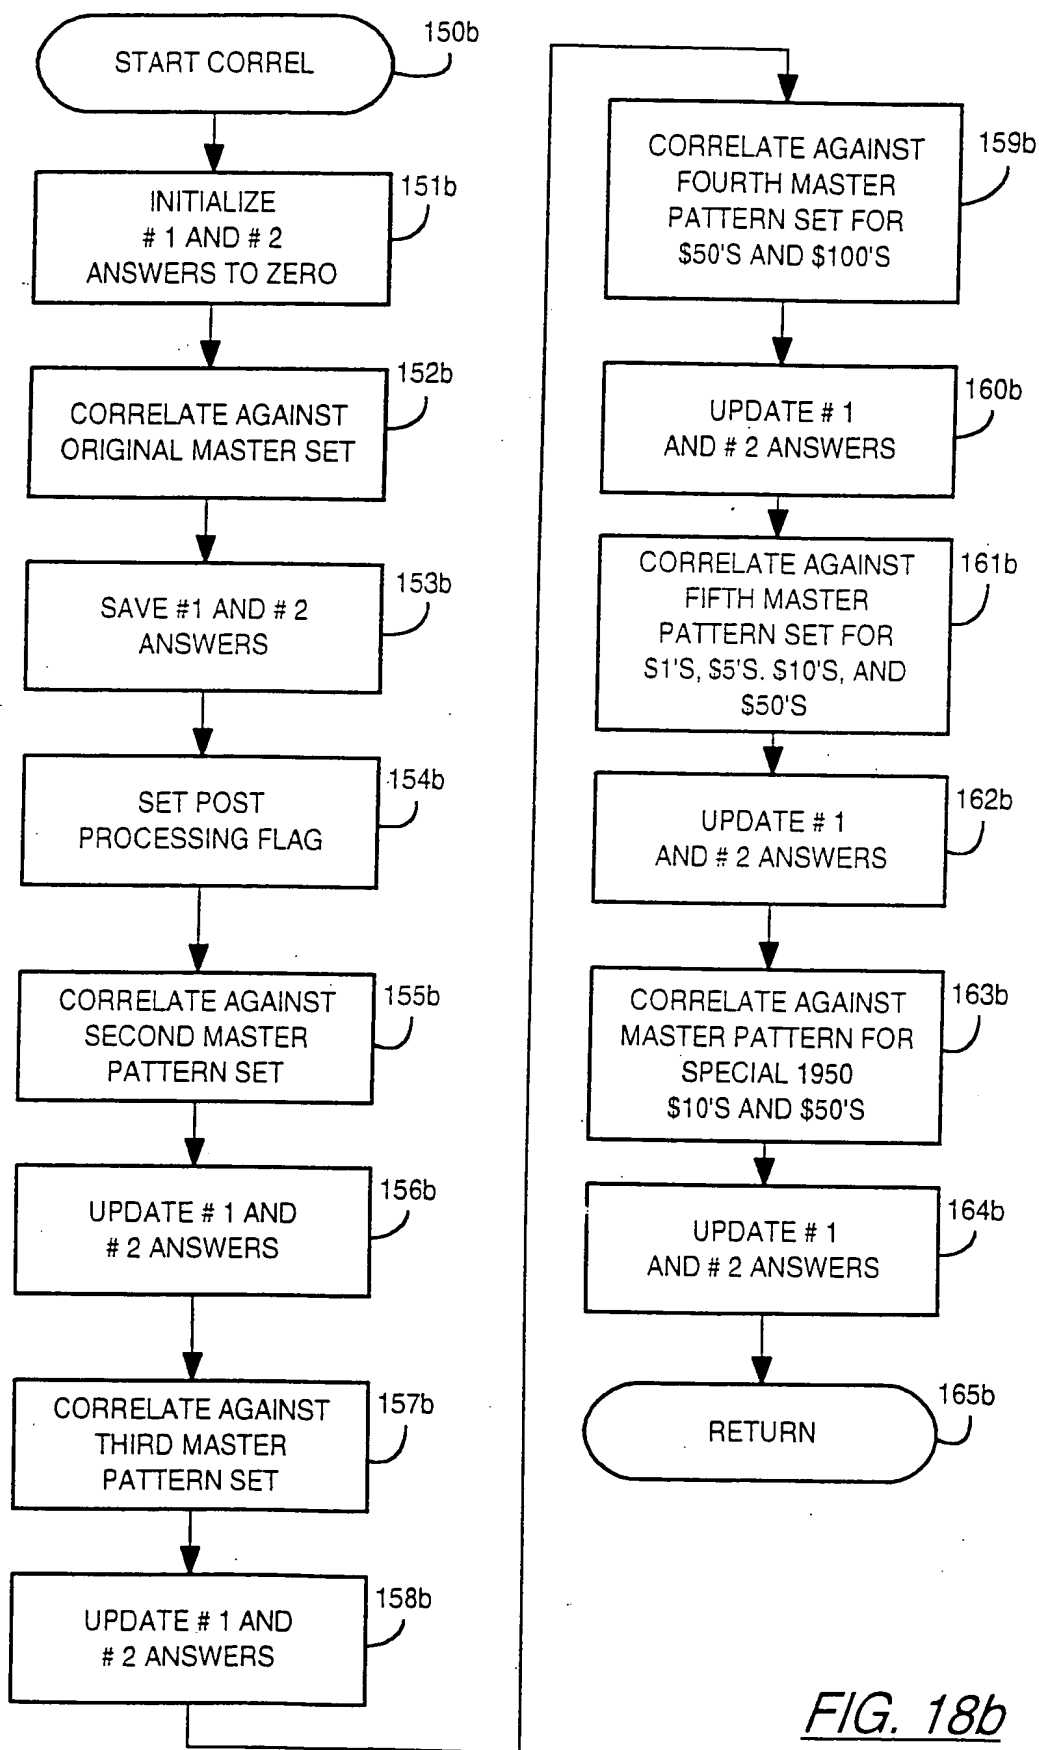 START CORREL
150b
INITIALIZE
# 1 AND # 2
ANSWERS TO ZERO
151b
CORRELATE AGAINST
ORIGINAL MASTER SET
152b
SAVE #1 AND # 2
ANSWERS
153b
SET POST
PROCESSING FLAG
154b
CORRELATE AGAINST
SECOND MASTER
PATTERN SET
155b
UPDATE # 1 AND
# 2 ANSWERS
156b
CORRELATE AGAINST
THIRD MASTER
PATTERN SET
157b
UPDATE # 1 AND
# 2 ANSWERS
158b
CORRELATE AGAINST
FOURTH MASTER
PATTERN SET FOR
$50'S AND $100'S
159b
UPDATE # 1
AND # 2 ANSWERS
160b
CORRELATE AGAINST
FIFTH MASTER
PATTERN SET FOR
$1'S, $5'S. $10'S, AND
$50'S
161b
UPDATE # 1
AND # 2 ANSWERS
162b
CORRELATE AGAINST
MASTER PATTERN FOR
SPECIAL 1950
$10'S AND $50'S
163b
UPDATE # 1
AND # 2 ANSWERS
164b
RETURN
165b
FIG. 18b